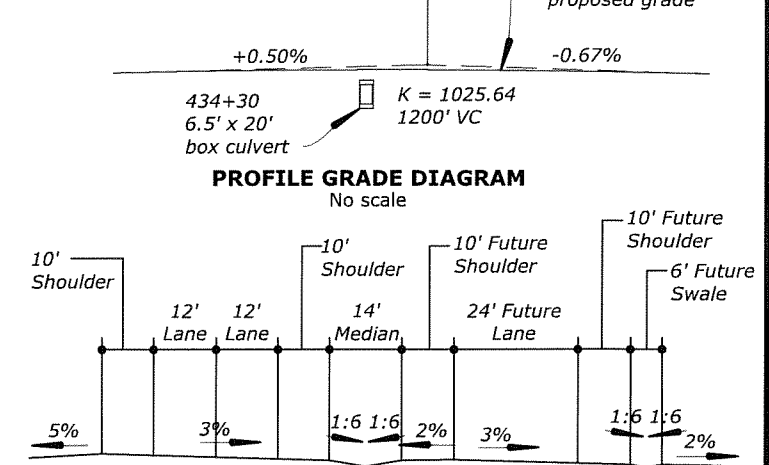 proposed grade
+0.50%
-0.67%
434+30
6.5' x 20'
box culvert
K = 1025.64
1200' VC
PROFILE GRADE DIAGRAM
No scale
10'
Shoulder
12'
Lane
12'
Lane
10'
Shoulder
14'
Median
10' Future
Shoulder
24' Future
Lane
10' Future
Shoulder
6' Future
Swale
5%
3%
1:6 1:6
2%
3%
1:6 1:6
2%